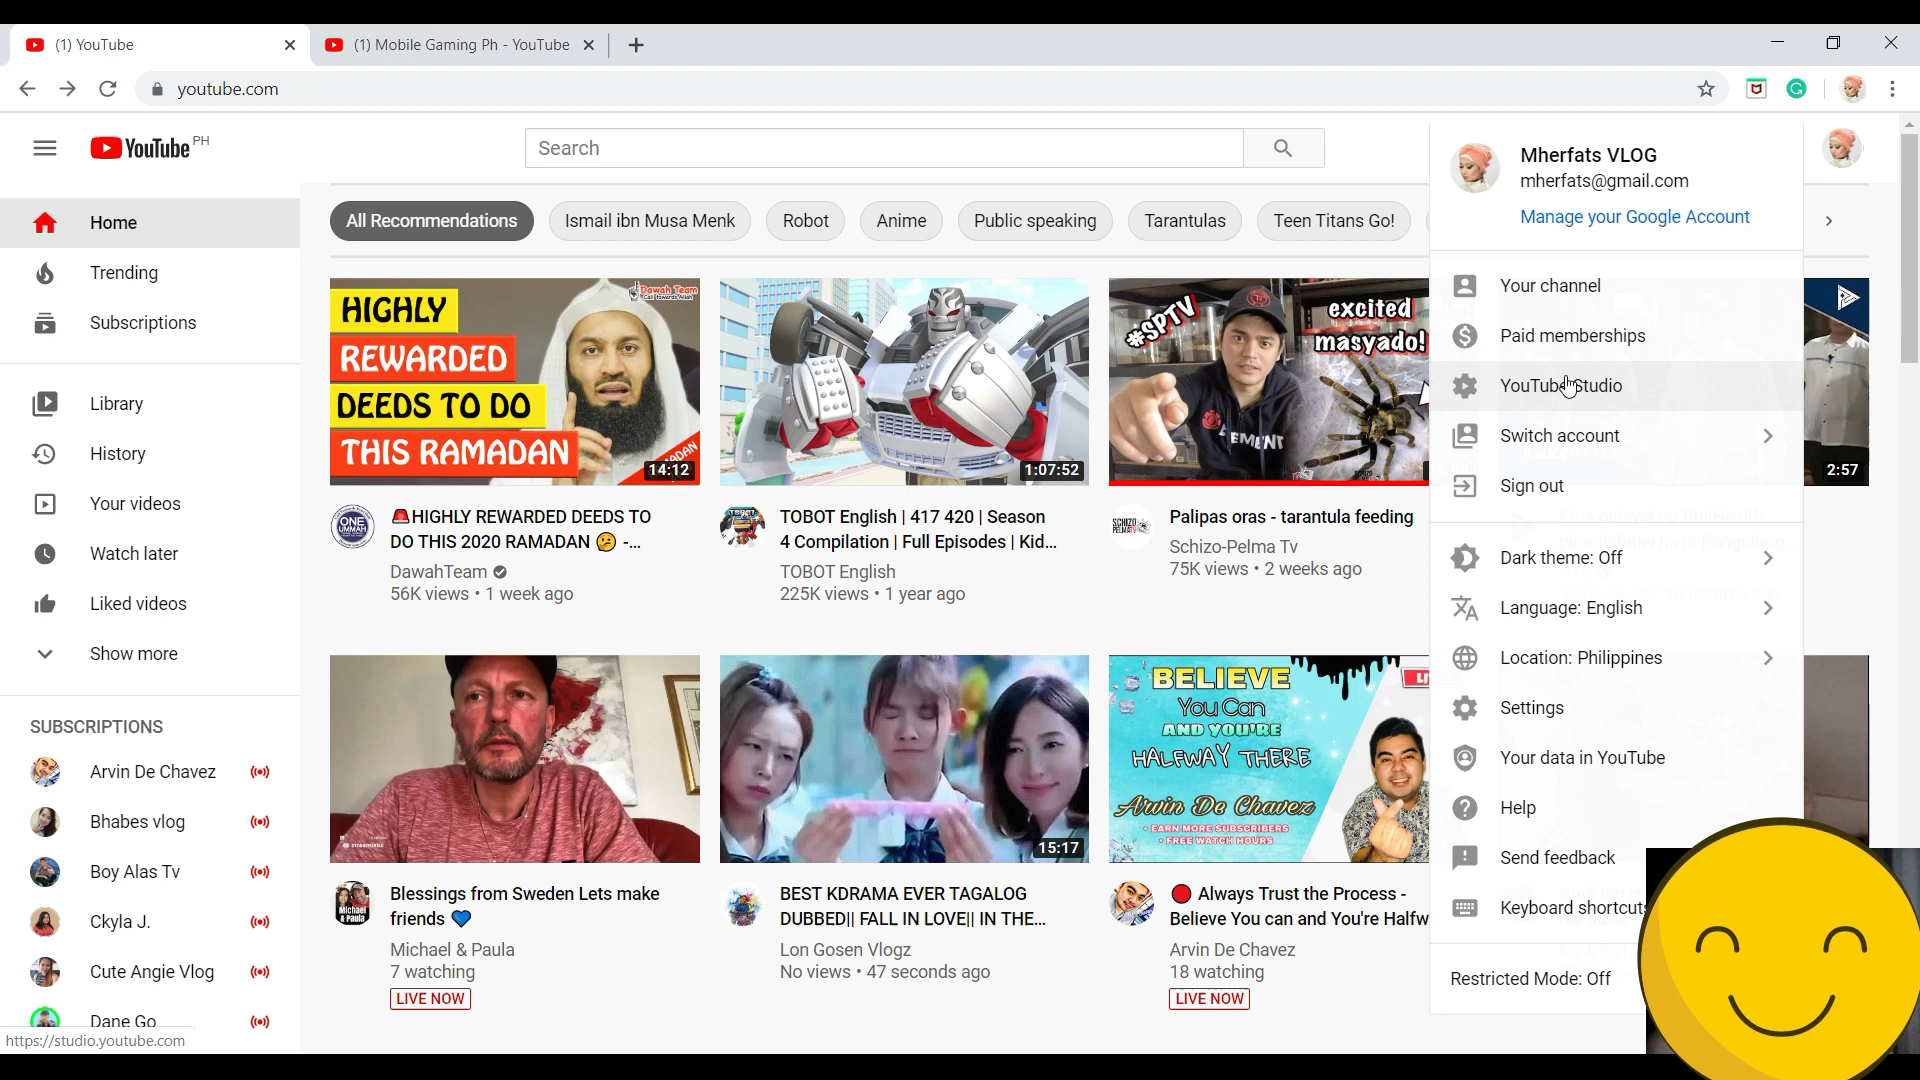 (1) YouTube
(1) Mobile Gaming Ph - YouTube
youtube.com
YouTube PH
Search
Home
Trending
Subscriptions
Library
History
Your videos
Watch later
Liked videos
Show more
SUBSCRIPTIONS
Arvin De Chavez
Bhabes vlog
Boy Alas Tv
Ckyla J.
Cute Angie Vlog
Dane Go
https://studio.youtube.com
All Recommendations
Ismail ibn Musa Menk
Robot
Anime
Public speaking
Tarantulas
Teen Titans Go!
Dawah Team
HIGHLY
REWARDED
DEEDS TO DO
THIS RAMADAN
14:12
🚨HIGHLY REWARDED DEEDS TO
DO THIS 2020 RAMADAN 🤔 -...
DawahTeam
56K views • 1 week ago
1:07:52
TOBOT English | 417 420 | Season
4 Compilation | Full Episodes | Kid...
TOBOT English
225K views • 1 year ago
#SPTV
excited
masyado!
Palipas oras - tarantula feeding
Schizo-Pelma Tv
75K views • 2 weeks ago
2:57
streamlabs
Blessings from Sweden Lets make
friends 💙
Michael & Paula
7 watching
LIVE NOW
15:17
BEST KDRAMA EVER TAGALOG
DUBBED|| FALL IN LOVE|| IN THE...
Lon Gosen Vlogz
No views • 47 seconds ago
BELIEVE
You Can
AND YOU'RE
HALFWAY THERE
Arvin De Chavez
• EARN MORE SUBSCRIBERS
• FREE WATCH HOURS
🔴 Always Trust the Process -
Believe You can and You're Halfw
Arvin De Chavez
18 watching
LIVE NOW
Mherfats VLOG
mherfats@gmail.com
Manage your Google Account
Your channel
Paid memberships
YouTube Studio
Switch account
Sign out
Dark theme: Off
Language: English
Location: Philippines
Settings
Your data in YouTube
Help
Send feedback
Keyboard shortcuts
Restricted Mode: Off